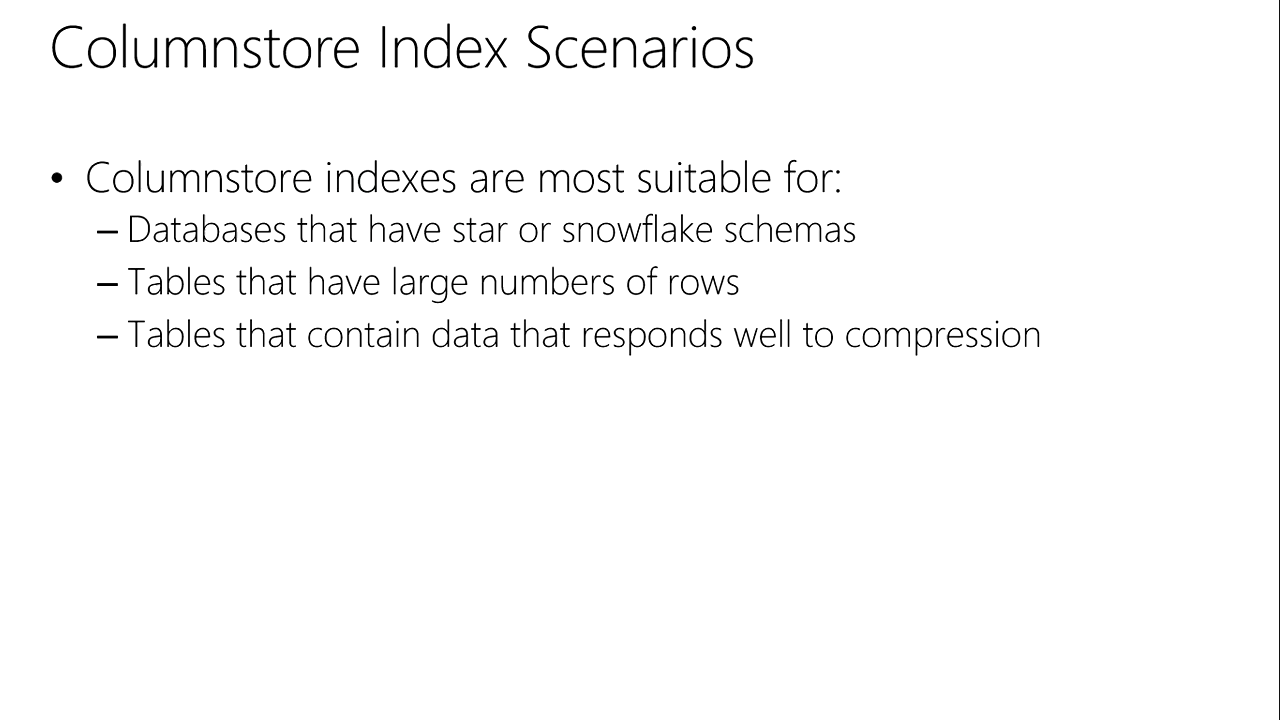 Columnstore Index Scenarios
• Columnstore indexes are most suitable for:
– Databases that have star or snowflake schemas
– Tables that have large numbers of rows
– Tables that contain data that responds well to compression